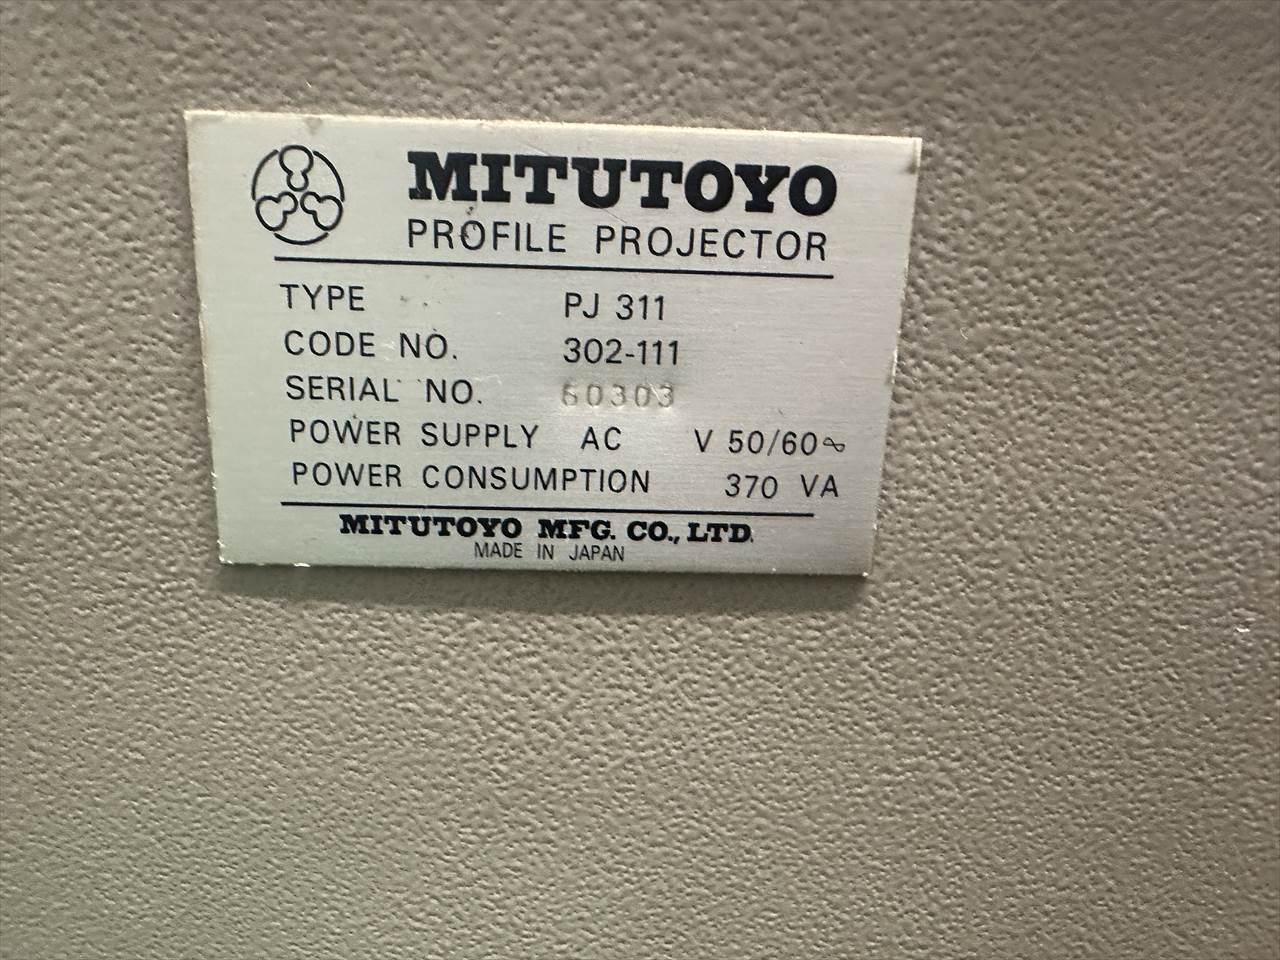 MITUTOYO
PROFILE PROJECTOR
TYPE PJ 311
CODE NO. 302-111
SERIAL NO. 60303
POWER SUPPLY AC V 50/60∿
POWER CONSUMPTION 370 VA
MITUTOYO MFG. CO., LTD.
MADE IN JAPAN